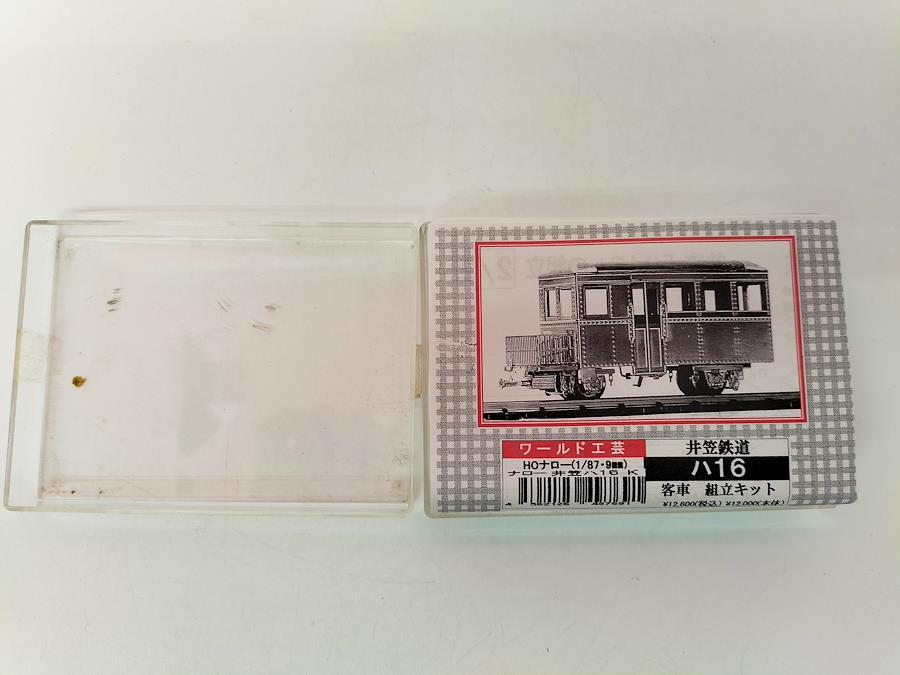 ワールド工芸
HOナロー(1/87・9㎜)
ナロー 井笠ハ16 K
井笠鉄道
ハ16
客車 組立キット
¥12,600(税込) ¥12,000(本体)